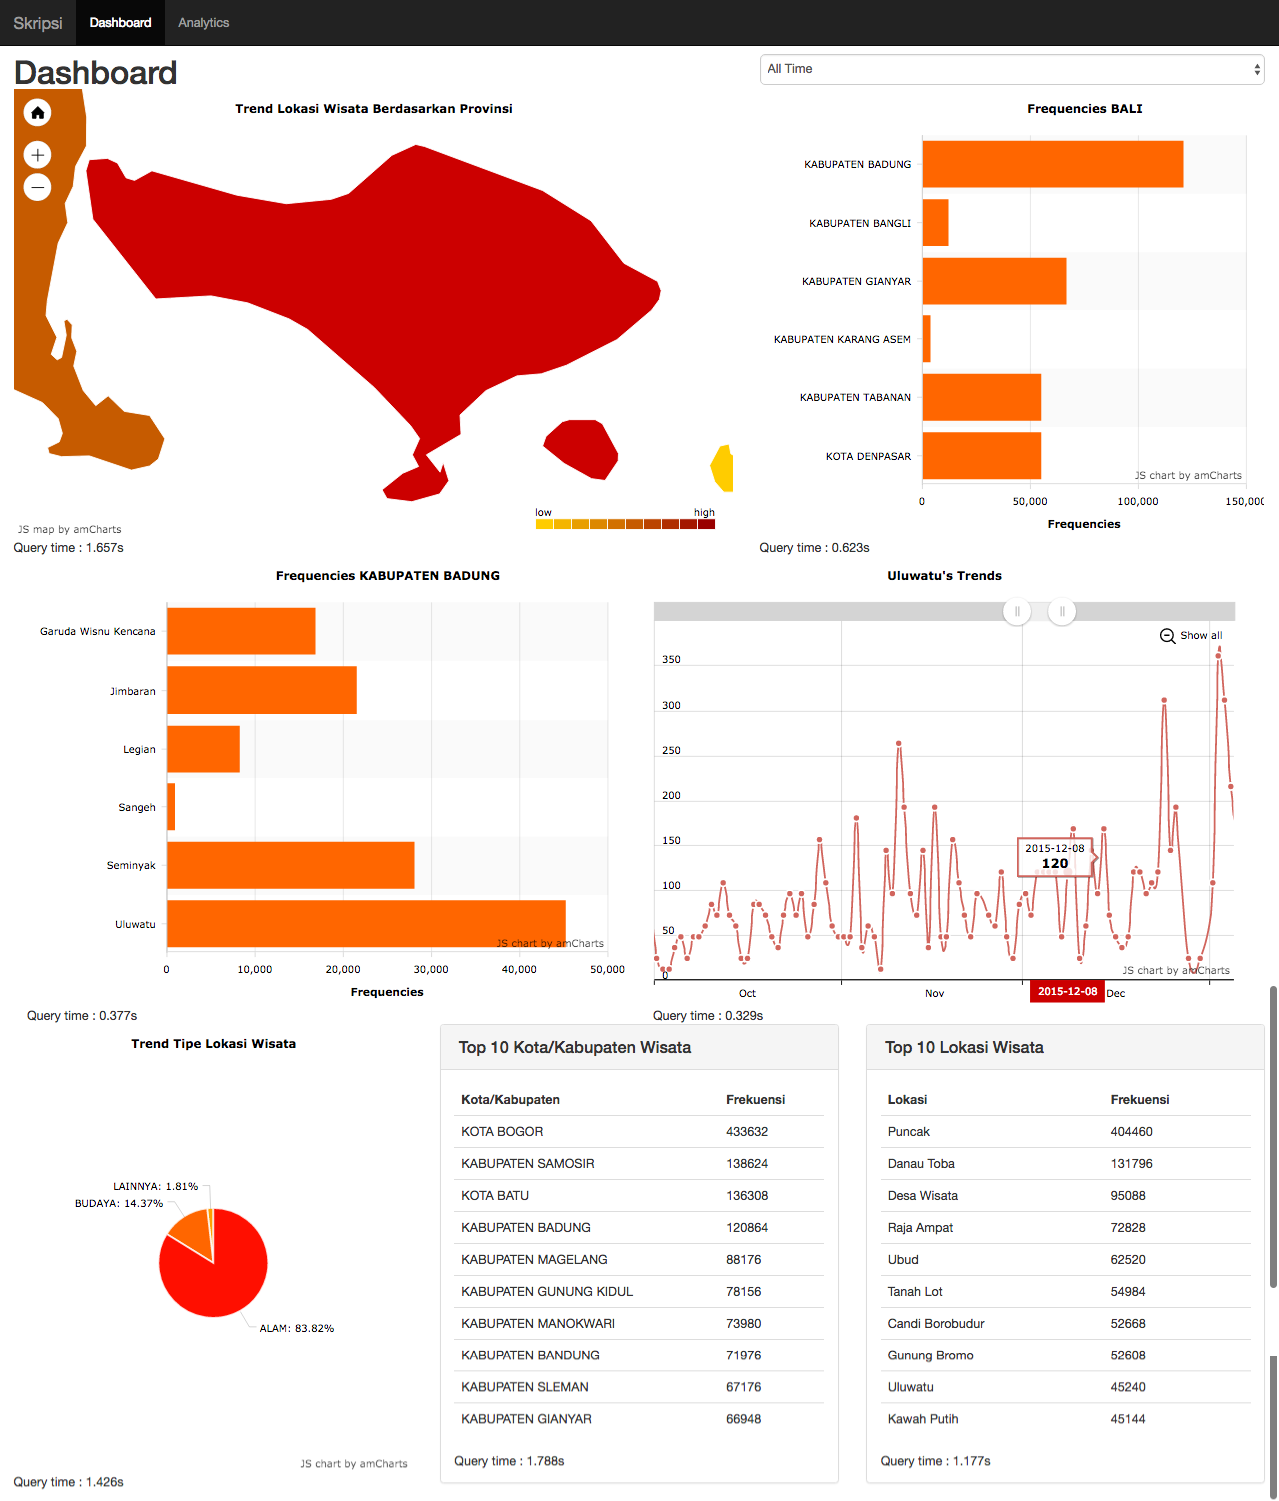 Skripsi Dashboard Analytics
Dashboard
All Time
Trend Lokasi Wisata Berdasarkan Provinsi
low high
JS map by amCharts
Query time : 1.657s
Frequencies BALI
KABUPATEN BADUNG
KABUPATEN BANGLI
KABUPATEN GIANYAR
KABUPATEN KARANG ASEM
KABUPATEN TABANAN
KOTA DENPASAR
JS chart by amCharts
0 50,000 100,000 150,000
Frequencies
Query time : 0.623s
Frequencies KABUPATEN BADUNG
Garuda Wisnu Kencana
Jimbaran
Legian
Sangeh
Seminyak
Uluwatu
JS chart by amCharts
0 10,000 20,000 30,000 40,000 50,000
Frequencies
Query time : 0.377s
Uluwatu's Trends
Show all
350
300
250
200
150
100
50
0
2015-12-08
120
JS chart by amCharts
Oct Nov 2015-12-08 Dec
Query time : 0.329s
Trend Tipe Lokasi Wisata
LAINNYA: 1.81%
BUDAYA: 14.37%
ALAM: 83.82%
JS chart by amCharts
Query time : 1.426s
Top 10 Kota/Kabupaten Wisata
Kota/Kabupaten Frekuensi
KOTA BOGOR 433632
KABUPATEN SAMOSIR 138624
KOTA BATU 136308
KABUPATEN BADUNG 120864
KABUPATEN MAGELANG 88176
KABUPATEN GUNUNG KIDUL 78156
KABUPATEN MANOKWARI 73980
KABUPATEN BANDUNG 71976
KABUPATEN SLEMAN 67176
KABUPATEN GIANYAR 66948
Query time : 1.788s
Top 10 Lokasi Wisata
Lokasi Frekuensi
Puncak 404460
Danau Toba 131796
Desa Wisata 95088
Raja Ampat 72828
Ubud 62520
Tanah Lot 54984
Candi Borobudur 52668
Gunung Bromo 52608
Uluwatu 45240
Kawah Putih 45144
Query time : 1.177s